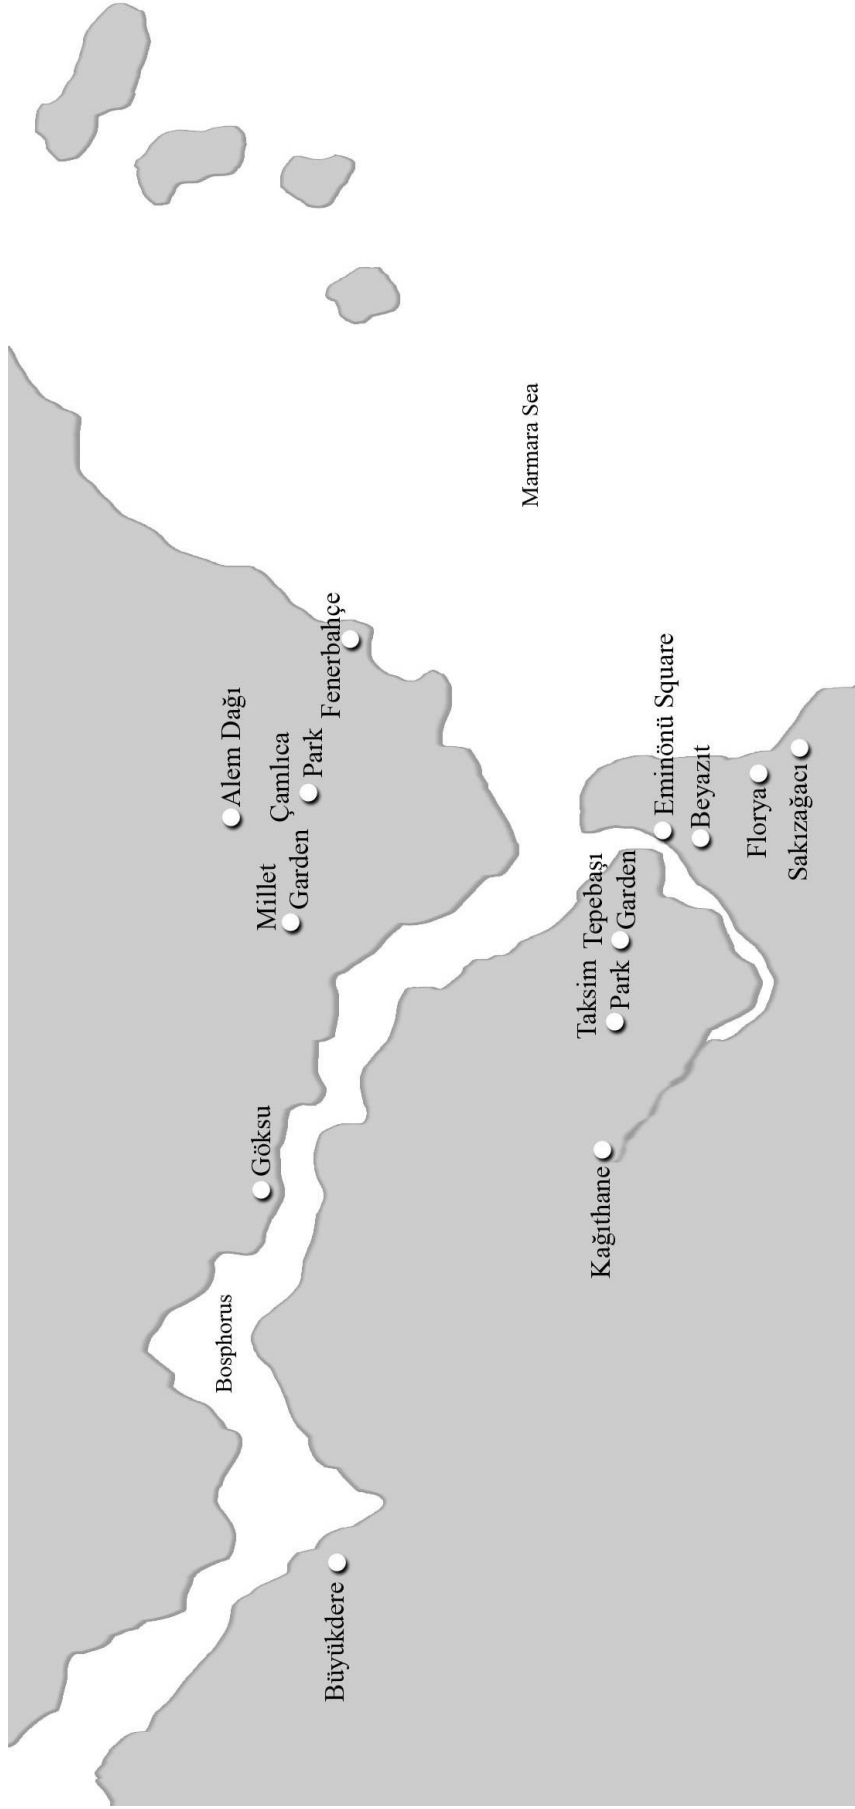 Bosphorus
Alem Dağı
Göksu
Millet
Garden
Çamlıca
Park
Fenerbahçe
Büyükdere
Marmara Sea
Taksim
Park
Tepebaşı
Garden
Kağıthane
Eminönü Square
Beyazıt
Florya
Sakızağacı